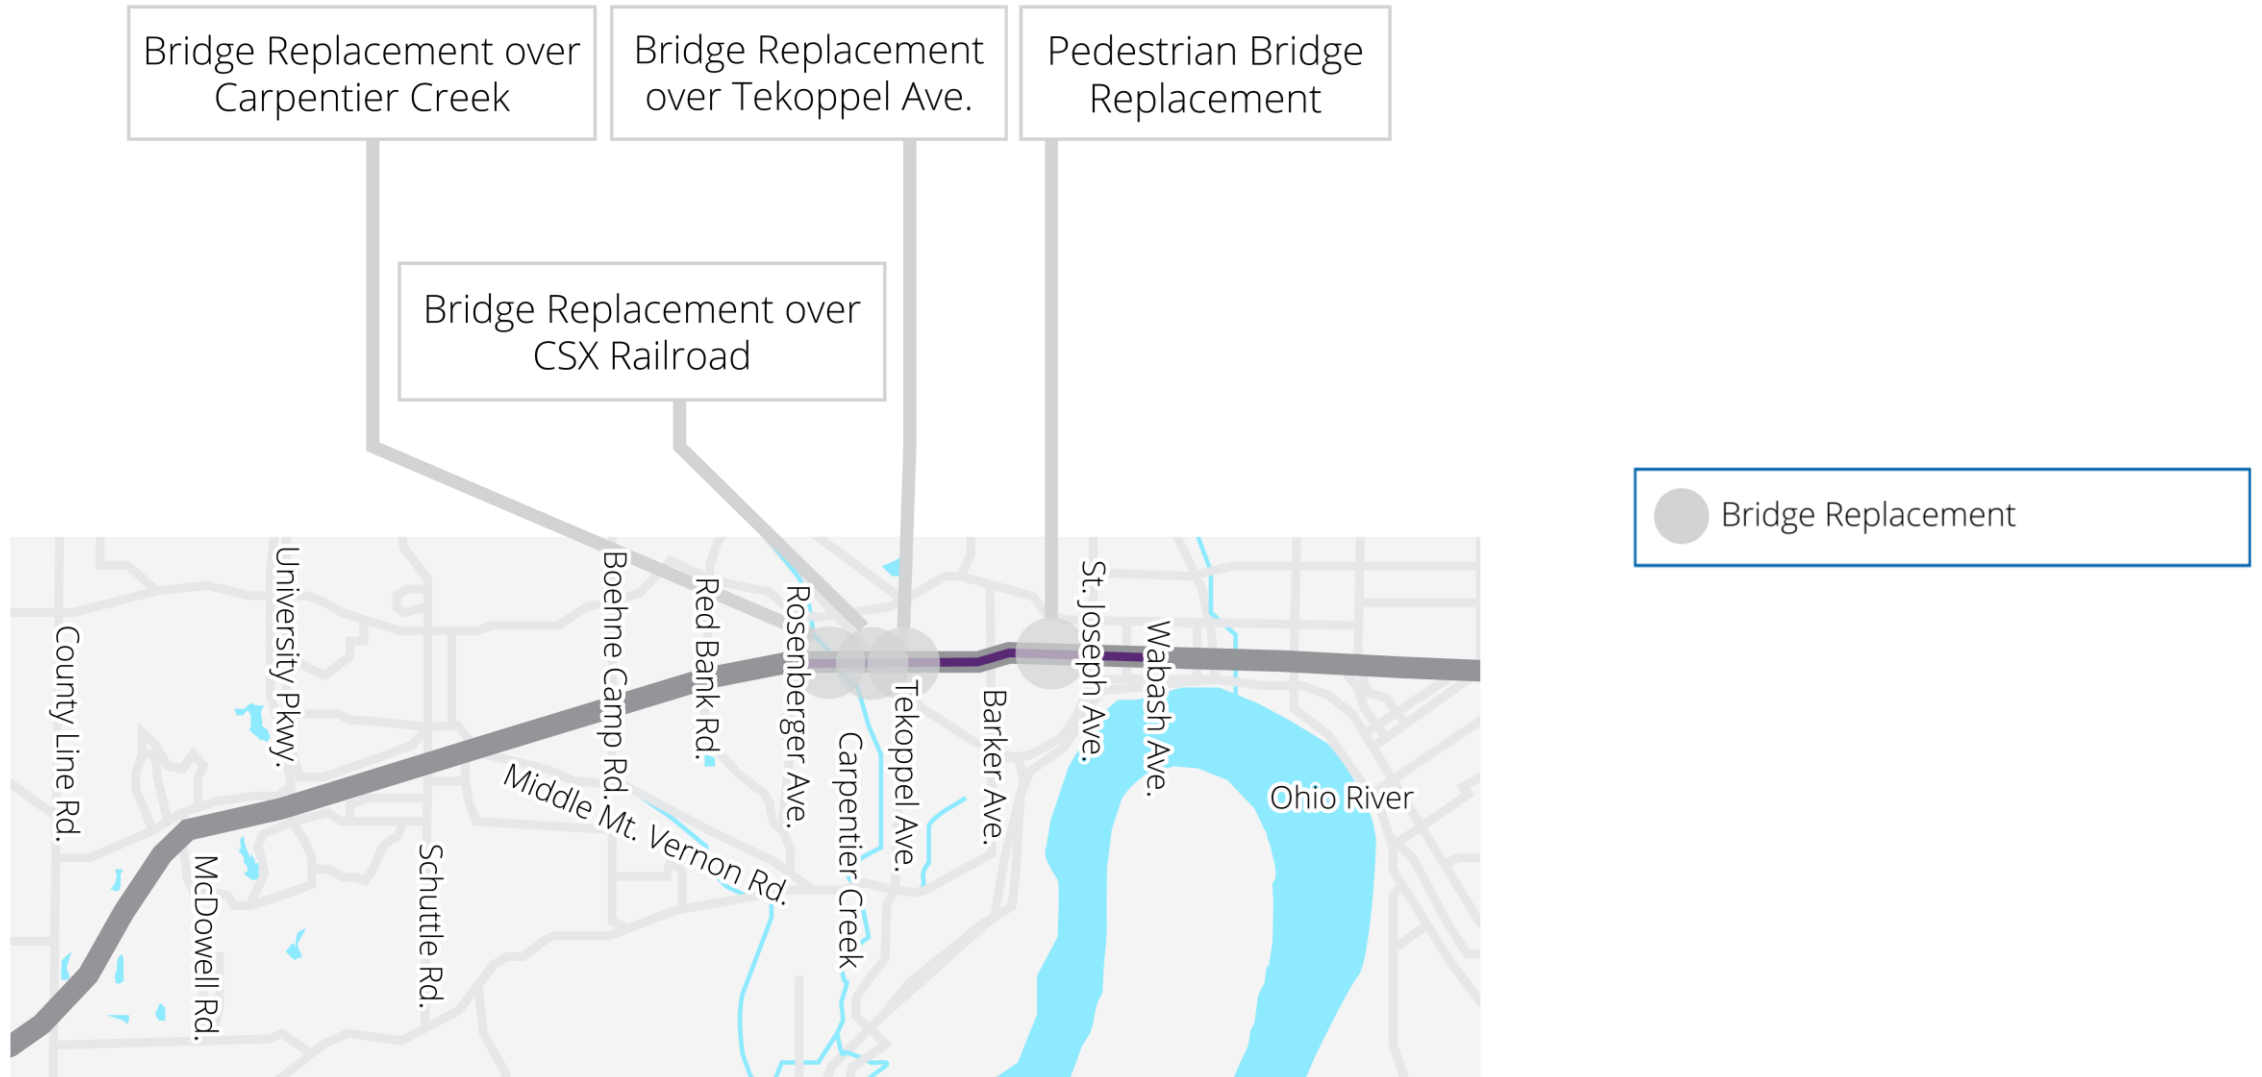 Bridge Replacement over
Carpentier Creek
Bridge Replacement
over Tekoppel Ave.
Pedestrian Bridge
Replacement
Bridge Replacement over
CSX Railroad
Bridge Replacement
County Line Rd.
University Pkwy.
McDowell Rd.
Schuttle Rd.
Boehne Camp Rd.
Middle Mt. Vernon Rd.
Red Bank Rd.
Rosenberger Ave.
Carpentier Creek
Tekoppel Ave.
Barker Ave.
St. Joseph Ave.
Wabash Ave.
Ohio River